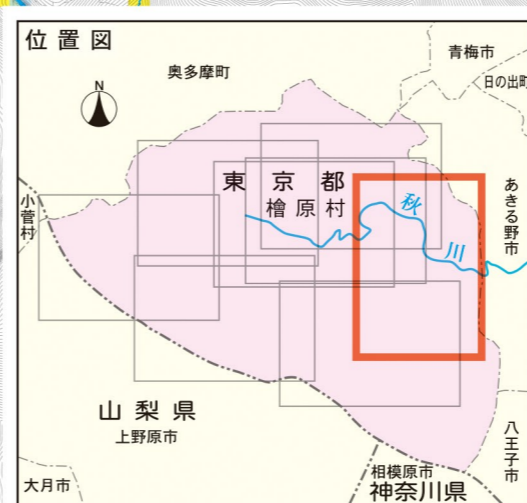 位置図
青梅市
奥多摩町
日の出町
N
小菅村
東京都
檜原村
秋川
あきる野市
山梨県
上野原市
八王子市
大月市
相模原市
神奈川県